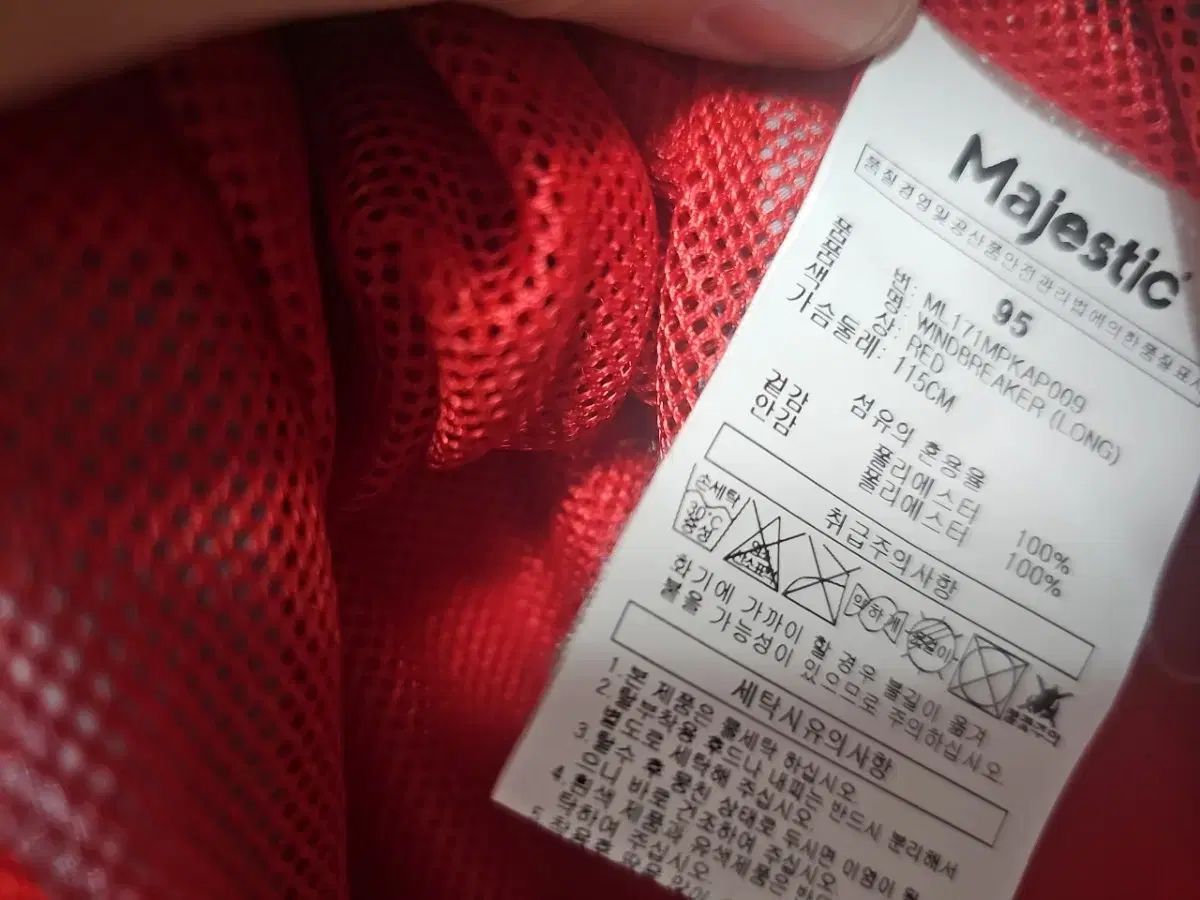 Majestic
품질경영및공산품안전관리법에의한품질표
95
품 번: ML171MPKAP009
품 명: WINDBREAKER (LONG)
색 상: RED
가슴둘레: 115CM
섬유의 혼용율
겉감 폴리에스터 100%
안감 폴리에스터 100%
취급주의사항
손세탁 30℃ 중성
약하게
화기에 가까이 할 경우 불길이 옮겨
붙을 가능성이 있으므로 주의하십시오
세탁시유의사항
1. 본 제품은 물세탁 하십시오.
2. 탈부착용 후드나 내피는 반드시 분리해서
별도로 세탁해 주십시오.
3. 탈수 후 뭉친 상태로 두시면 이염이
으니 바로 건조하여 주십시오
4. 흰색 제품과 유색제품은
하여 주십시오